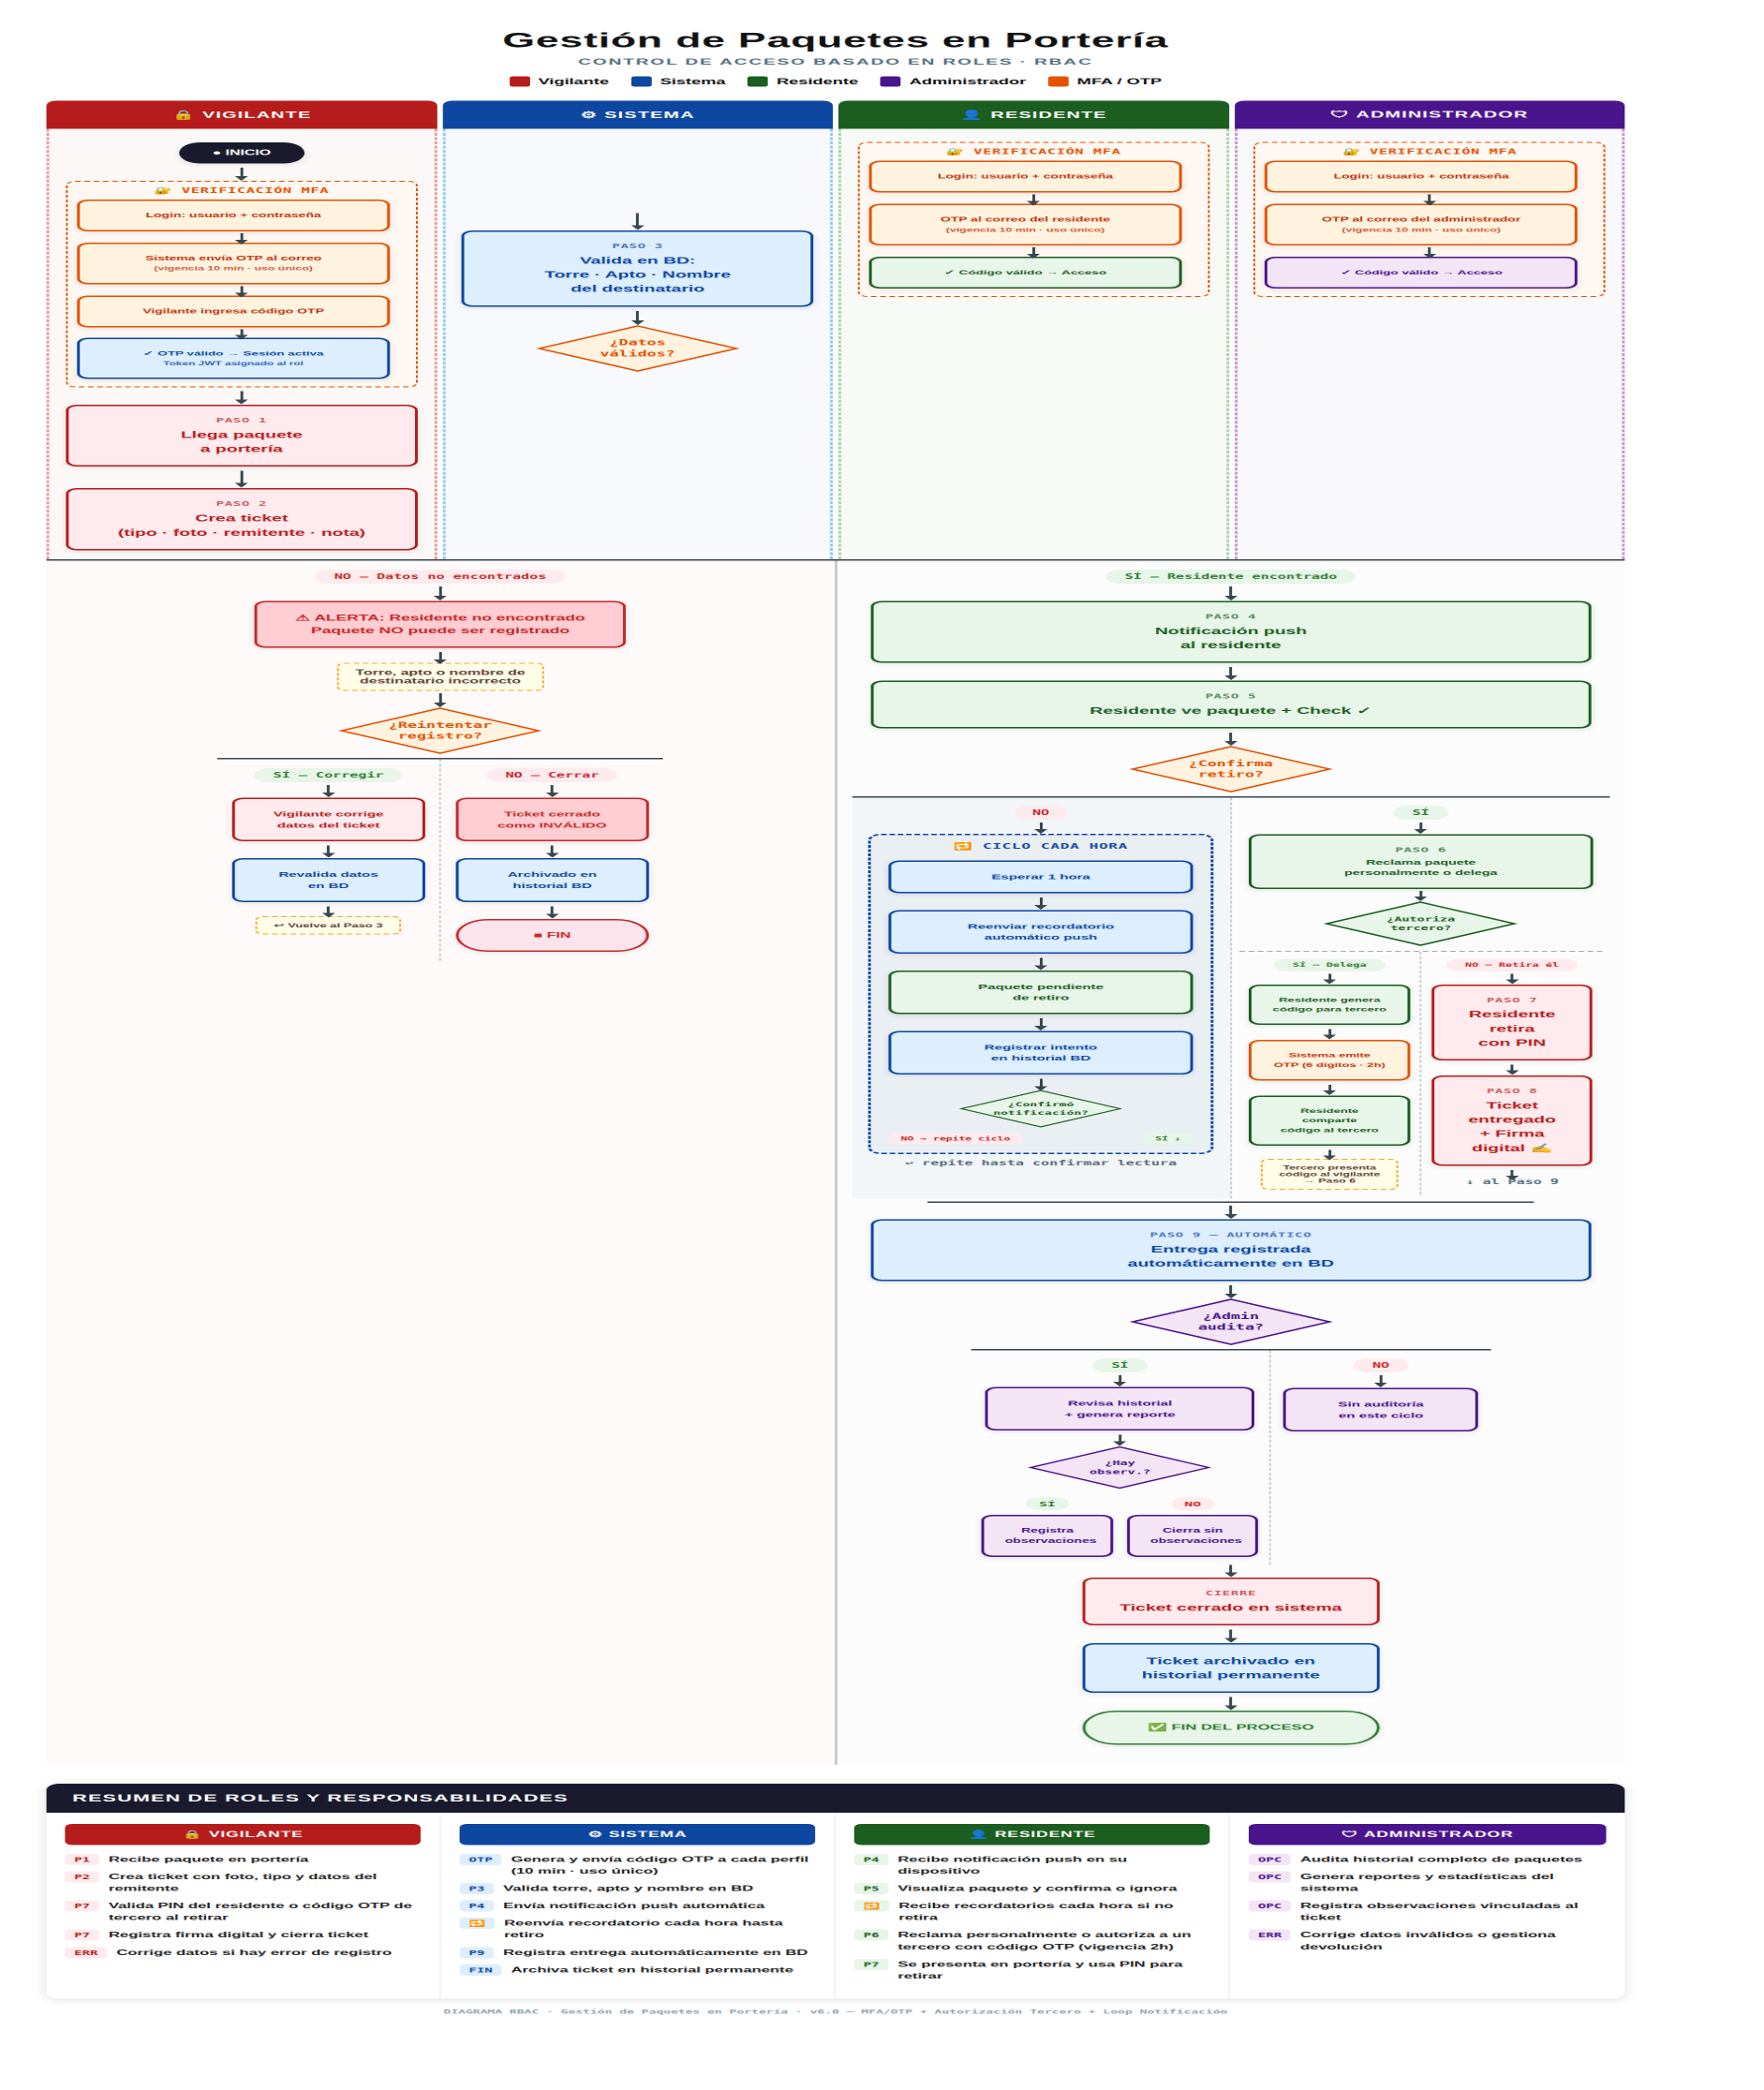 Gestión de Paquetes en Portería
CONTROL DE ACCESO BASADO EN ROLES · RBAC
Vigilante Sistema Residente Administrador MFA / OTP
🔒 VIGILANTE
● INICIO
🔐 VERIFICACIÓN MFA
Login: usuario + contraseña
Sistema envía OTP al correo
(vigencia 10 min · uso único)
Vigilante ingresa código OTP
✓ OTP válido → Sesión activa
Token JWT asignado al rol
PASO 1
Llega paquete
a portería
PASO 2
Crea ticket
(tipo · foto · remitente · nota)
⚙ SISTEMA
PASO 3
Valida en BD:
Torre · Apto · Nombre
del destinatario
¿Datos
válidos?
👤 RESIDENTE
🔐 VERIFICACIÓN MFA
Login: usuario + contraseña
OTP al correo del residente
(vigencia 10 min · uso único)
✓ Código válido → Acceso
🛡 ADMINISTRADOR
🔐 VERIFICACIÓN MFA
Login: usuario + contraseña
OTP al correo del administrador
(vigencia 10 min · uso único)
✓ Código válido → Acceso
NO — Datos no encontrados
⚠ ALERTA: Residente no encontrado
Paquete NO puede ser registrado
Torre, apto o nombre de
destinatario incorrecto
¿Reintentar
registro?
SÍ — Corregir
Vigilante corrige
datos del ticket
Revalida datos
en BD
↩ Vuelve al Paso 3
NO — Cerrar
Ticket cerrado
como INVÁLIDO
Archivado en
historial BD
■ FIN
SÍ — Residente encontrado
PASO 4
Notificación push
al residente
PASO 5
Residente ve paquete + Check ✓
¿Confirma
retiro?
NO
🔁 CICLO CADA HORA
Esperar 1 hora
Reenviar recordatorio
automático push
Paquete pendiente
de retiro
Registrar intento
en historial BD
¿Confirmó
notificación?
NO → repite ciclo SÍ ↓
↩ repite hasta confirmar lectura
SÍ
PASO 6
Reclama paquete
personalmente o delega
¿Autoriza
tercero?
SÍ — Delega
Residente genera
código para tercero
Sistema emite
OTP (6 dígitos · 2h)
Residente
comparte
código al tercero
Tercero presenta
código al vigilante
→ Paso 6
NO — Retira él
PASO 7
Residente
retira
con PIN
PASO 8
Ticket
entregado
+ Firma
digital ✍
↓ al Paso 9
PASO 9 — AUTOMÁTICO
Entrega registrada
automáticamente en BD
¿Admin
audita?
SÍ
Revisa historial
+ genera reporte
¿Hay
observ.?
SÍ
Registra
observaciones
NO
Cierra sin
observaciones
NO
Sin auditoría
en este ciclo
CIERRE
Ticket cerrado en sistema
Ticket archivado en
historial permanente
✅ FIN DEL PROCESO
RESUMEN DE ROLES Y RESPONSABILIDADES
🔒 VIGILANTE
P1 Recibe paquete en portería
P2 Crea ticket con foto, tipo y datos del
remitente
P7 Valida PIN del residente o código OTP de
tercero al retirar
P7 Registra firma digital y cierra ticket
ERR Corrige datos si hay error de registro
⚙ SISTEMA
OTP Genera y envía código OTP a cada perfil
(10 min · uso único)
P3 Valida torre, apto y nombre en BD
P4 Envía notificación push automática
🔁 Reenvía recordatorio cada hora hasta
retiro
P9 Registra entrega automáticamente en BD
FIN Archiva ticket en historial permanente
👤 RESIDENTE
P4 Recibe notificación push en su
dispositivo
P5 Visualiza paquete y confirma o ignora
🔁 Recibe recordatorios cada hora si no
retira
P6 Reclama personalmente o autoriza a un
tercero con código OTP (vigencia 2h)
P7 Se presenta en portería y usa PIN para
retirar
🛡 ADMINISTRADOR
OPC Audita historial completo de paquetes
OPC Genera reportes y estadísticas del
sistema
OPC Registra observaciones vinculadas al
ticket
ERR Corrige datos inválidos o gestiona
devolución
DIAGRAMA RBAC · Gestión de Paquetes en Portería · v6.0 — MFA/OTP + Autorización Tercero + Loop Notificación